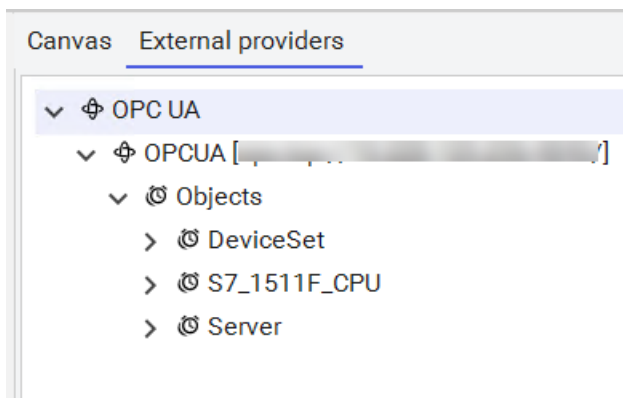 Canvas External providers
OPC UA
OPCUA [ /]
Objects
DeviceSet
S7_1511F_CPU
Server